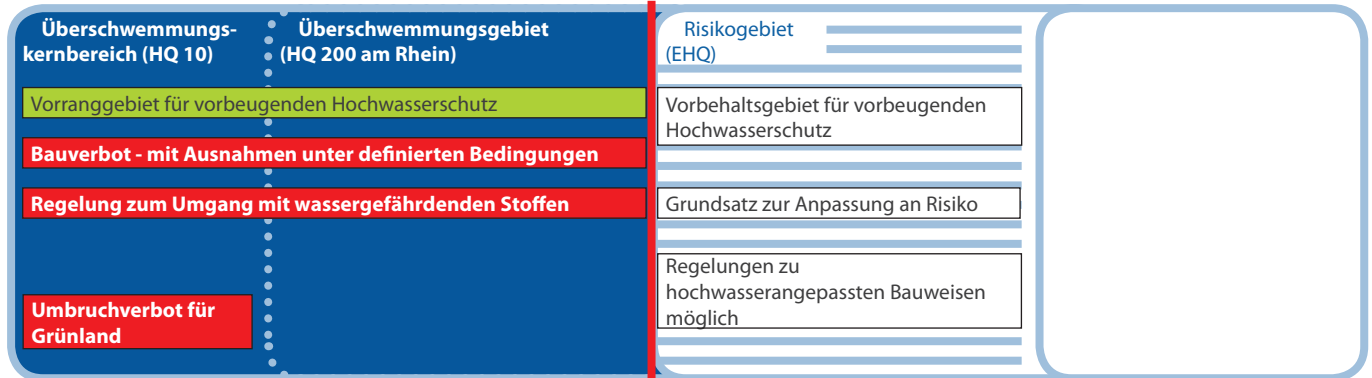 Überschwemmungs-
kernbereich (HQ 10)
Überschwemmungsgebiet
(HQ 200 am Rhein)
Risikogebiet
(EHQ)
Vorranggebiet für vorbeugenden Hochwasserschutz
Vorbehaltsgebiet für vorbeugenden
Hochwasserschutz
Bauverbot - mit Ausnahmen unter definierten Bedingungen
Regelung zum Umgang mit wassergefährdenden Stoffen
Grundsatz zur Anpassung an Risiko
Regelungen zu
hochwasserangepassten Bauweisen
möglich
Umbruchverbot für
Grünland